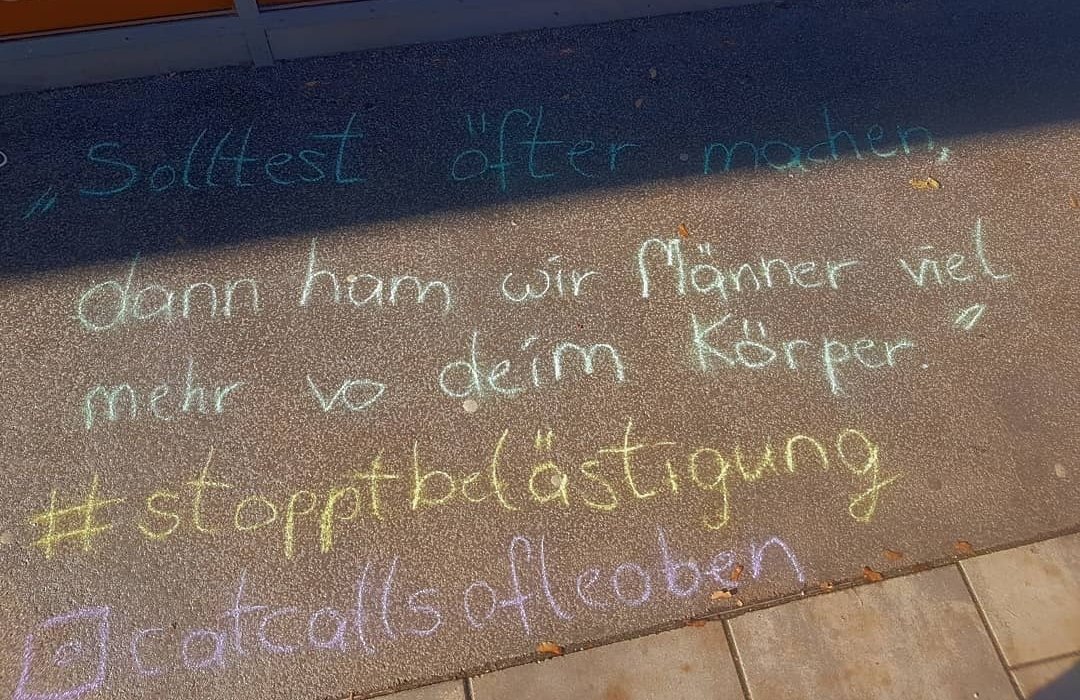 „Solltest öfter machen,
dann ham wir Männer viel
mehr vo deim Körper."
#stopptbelästigung
catcallsofleoben